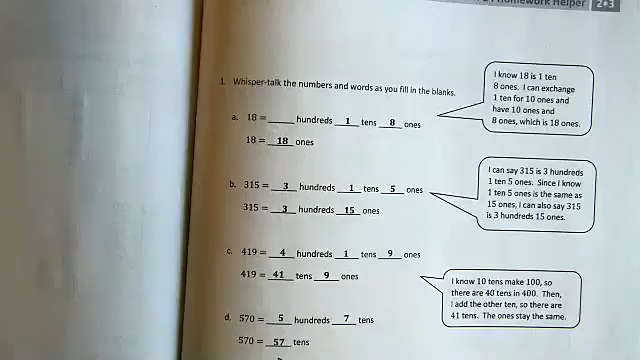 Homework Helper 2•3
1. Whisper-talk the numbers and words as you fill in the blanks.
I know 18 is 1 ten
8 ones. I can exchange
1 ten for 10 ones and
have 10 ones and
8 ones, which is 18 ones.
a. 18 = ____ hundreds 1 tens 8 ones
18 = 18 ones
I can say 315 is 3 hundreds
1 ten 5 ones. Since I know
1 ten 5 ones is the same as
15 ones, I can also say 315
is 3 hundreds 15 ones.
b. 315 = 3 hundreds 1 tens 5 ones
315 = 3 hundreds 15 ones
c. 419 = 4 hundreds 1 tens 9 ones
419 = 41 tens 9 ones
I know 10 tens make 100, so
there are 40 tens in 400. Then,
I add the other ten, so there are
41 tens. The ones stay the same.
d. 570 = 5 hundreds 7 tens
570 = 57 tens